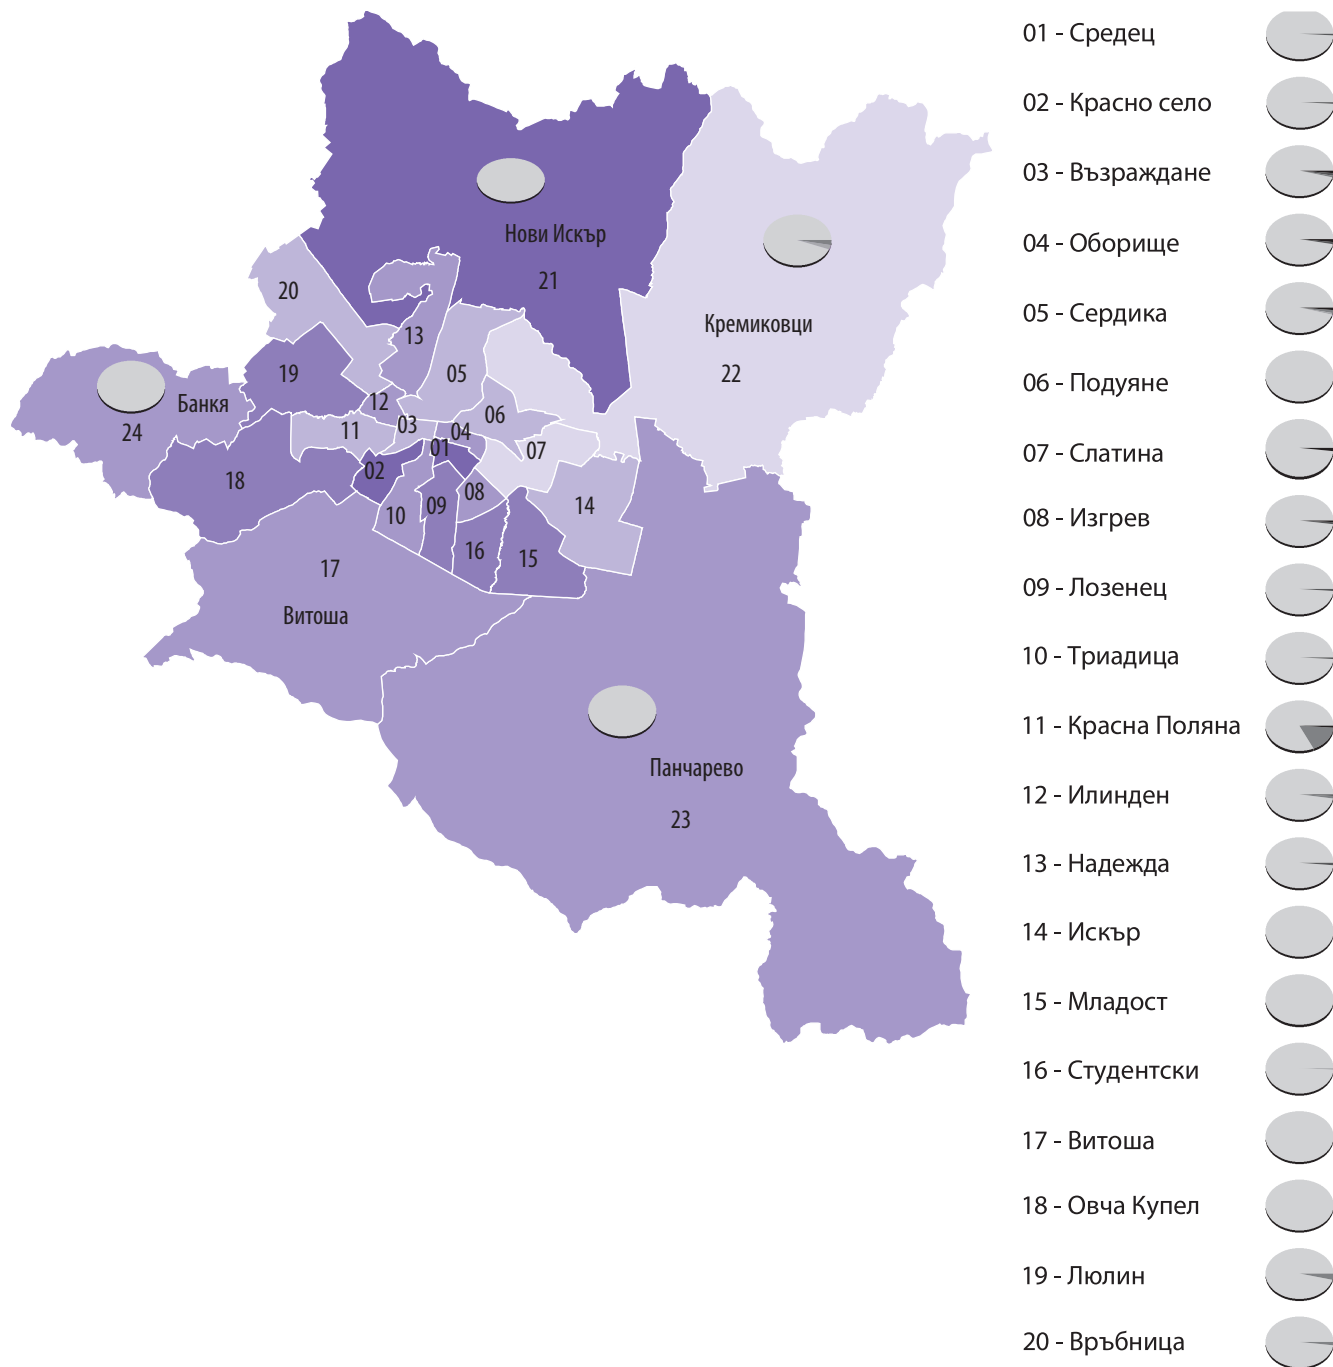 Нови Искър
21
Кремиковци
22
20
13
19
05
Банкя
24
12
06
11
03
04
01
07
02
18
08
09
10
14
16
15
17
Витоша
Панчарево
23
01 - Средец
02 - Красно село
03 - Възраждане
04 - Оборище
05 - Сердика
06 - Подуяне
07 - Слатина
08 - Изгрев
09 - Лозенец
10 - Триадица
11 - Красна Поляна
12 - Илинден
13 - Надежда
14 - Искър
15 - Младост
16 - Студентски
17 - Витоша
18 - Овча Купел
19 - Люлин
20 - Връбница